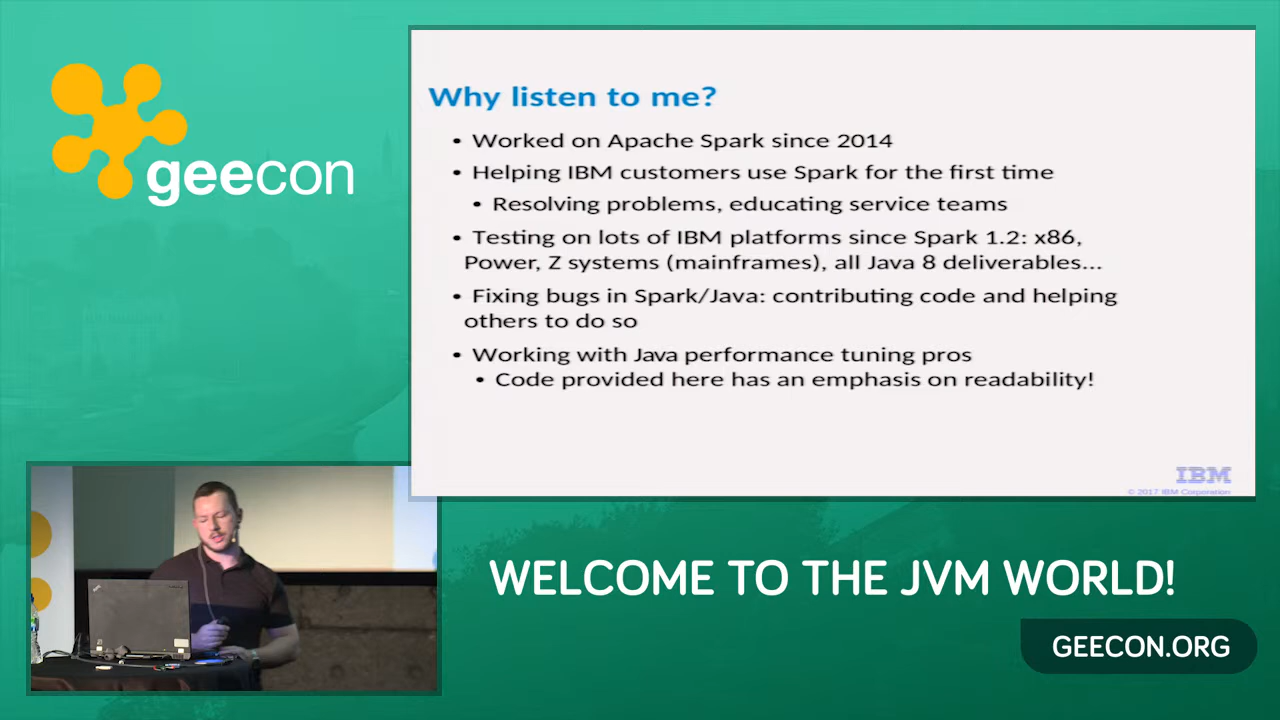 geecon
Why listen to me?
• Worked on Apache Spark since 2014
• Helping IBM customers use Spark for the first time
• Resolving problems, educating service teams
• Testing on lots of IBM platforms since Spark 1.2: x86,
Power, Z systems (mainframes), all Java 8 deliverables...
• Fixing bugs in Spark/Java: contributing code and helping
others to do so
• Working with Java performance tuning pros
• Code provided here has an emphasis on readability!
IBM
© 2017 IBM Corporation
WELCOME TO THE JVM WORLD!
GEECON.ORG